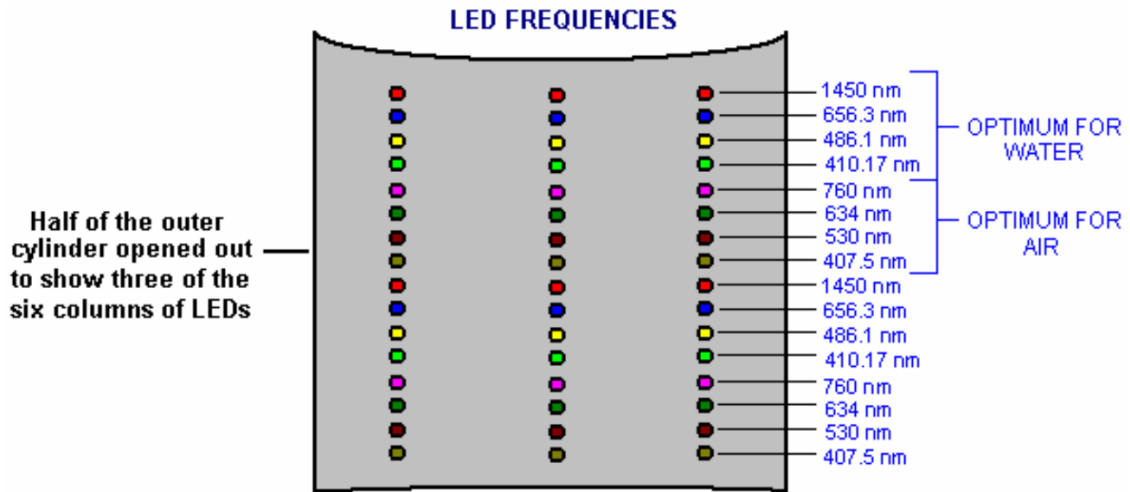 LED FREQUENCIES
1450 nm
656.3 nm
486.1 nm
410.17 nm
OPTIMUM FOR
WATER
760 nm
634 nm
530 nm
407.5 nm
OPTIMUM FOR
AIR
Half of the outer
cylinder opened out
to show three of the
six columns of LEDs
1450 nm
656.3 nm
486.1 nm
410.17 nm
760 nm
634 nm
530 nm
407.5 nm